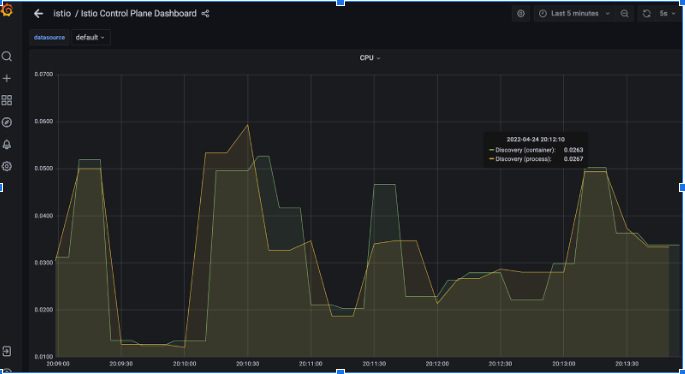 istio / Istio Control Plane Dashboard
Last 5 minutes
5s
datasource
default
CPU
0.0700
0.0600
0.0500
0.0400
0.0300
0.0200
0.0100
2022-04-24 20:12:10
Discovery (container): 0.0263
Discovery (process): 0.0267
20:09:00 20:09:30 20:10:00 20:10:30 20:11:00 20:11:30 20:12:00 20:12:30 20:13:00 20:13:30